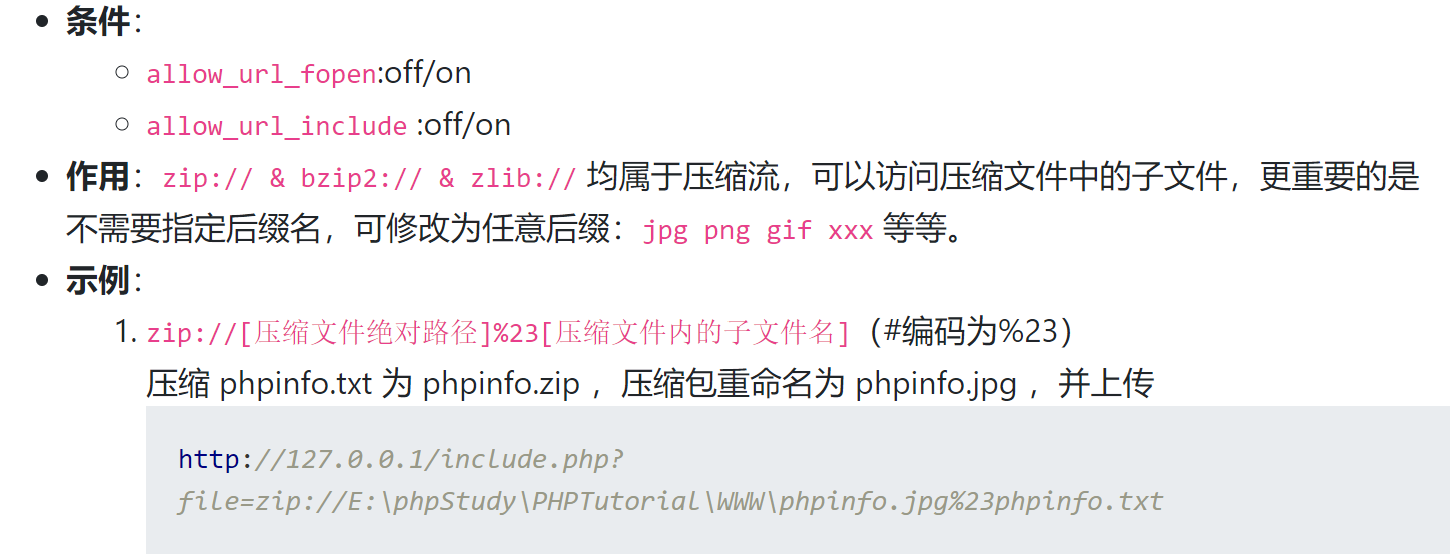 • 条件：
○ allow_url_fopen:off/on
○ allow_url_include :off/on
• 作用：zip:// & bzip2:// & zlib:// 均属于压缩流，可以访问压缩文件中的子文件，更重要的是
不需要指定后缀名，可修改为任意后缀：jpg png gif xxx 等等。
• 示例：
1. zip://[压缩文件绝对路径]%23[压缩文件内的子文件名]（#编码为%23）
压缩 phpinfo.txt 为 phpinfo.zip ，压缩包重命名为 phpinfo.jpg ，并上传
http://127.0.0.1/include.php?
file=zip://E:\phpStudy\PHPTutorial\WWW\phpinfo.jpg%23phpinfo.txt